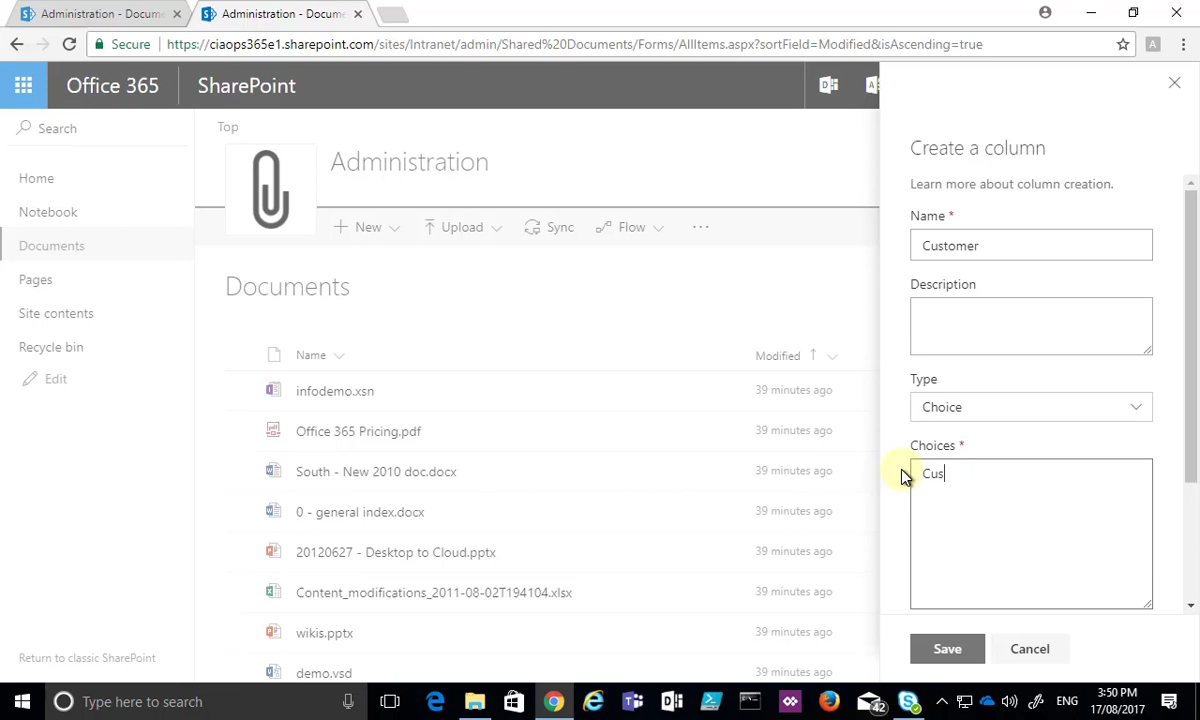 Administration - Docume
Administration - Docume
Secure
https://ciaops365e1.sharepoint.com/sites/Intranet/admin/Shared%20Documents/Forms/AllItems.aspx?sortField=Modified&isAscending=true
A
Office 365
SharePoint
Search
Home
Notebook
Documents
Pages
Site contents
Recycle bin
Edit
Return to classic SharePoint
Top
Administration
New
Upload
Sync
Flow
Documents
Name
Modified
infodemo.xsn
39 minutes ago
Office 365 Pricing.pdf
39 minutes ago
South - New 2010 doc.docx
39 minutes ago
0 - general index.docx
39 minutes ago
20120627 - Desktop to Cloud.pptx
39 minutes ago
Content_modifications_2011-08-02T194104.xlsx
39 minutes ago
wikis.pptx
39 minutes ago
demo.vsd
39 minutes ago
Create a column
Learn more about column creation.
Name *
Customer
Description
Type
Choice
Choices *
Cus
Save
Cancel
Type here to search
42
ENG
3:50 PM
17/08/2017